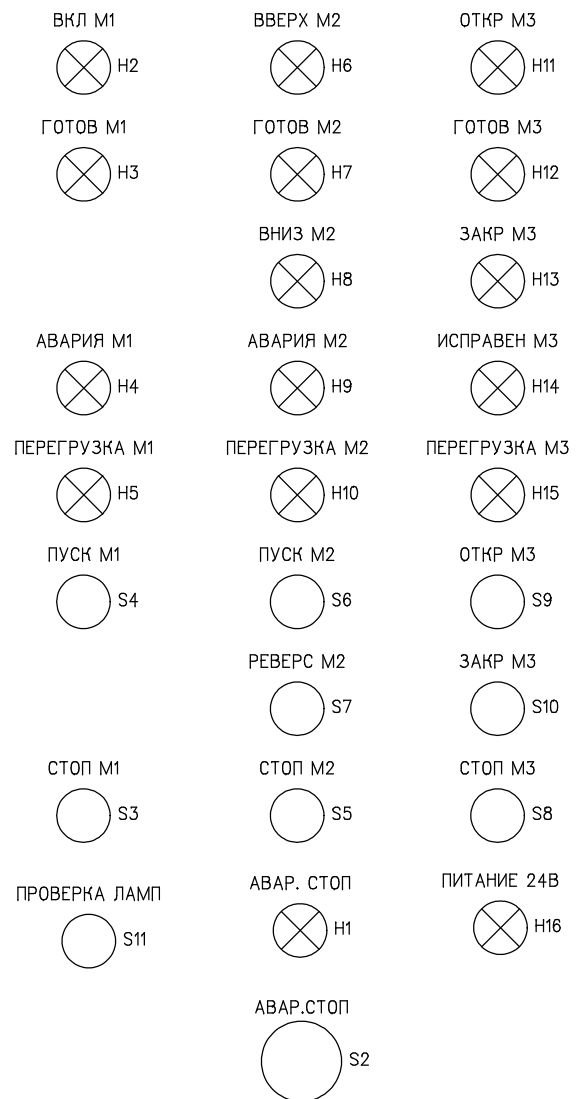 ВКЛ М1 ВВЕРХ М2 ОТКР М3
H2 H6 H11
ГОТОВ М1 ГОТОВ М2 ГОТОВ М3
H3 H7 H12
ВНИЗ М2 ЗАКР М3
H8 H13
АВАРИЯ М1 АВАРИЯ М2 ИСПРАВЕН М3
H4 H9 H14
ПЕРЕГРУЗКА М1 ПЕРЕГРУЗКА М2 ПЕРЕГРУЗКА М3
H5 H10 H15
ПУСК М1 ПУСК М2 ОТКР М3
S4 S6 S9
РЕВЕРС М2 ЗАКР М3
S7 S10
СТОП М1 СТОП М2 СТОП М3
S3 S5 S8
ПРОВЕРКА ЛАМП АВАР. СТОП ПИТАНИЕ 24В
S11 H1 H16
АВАР.СТОП
S2